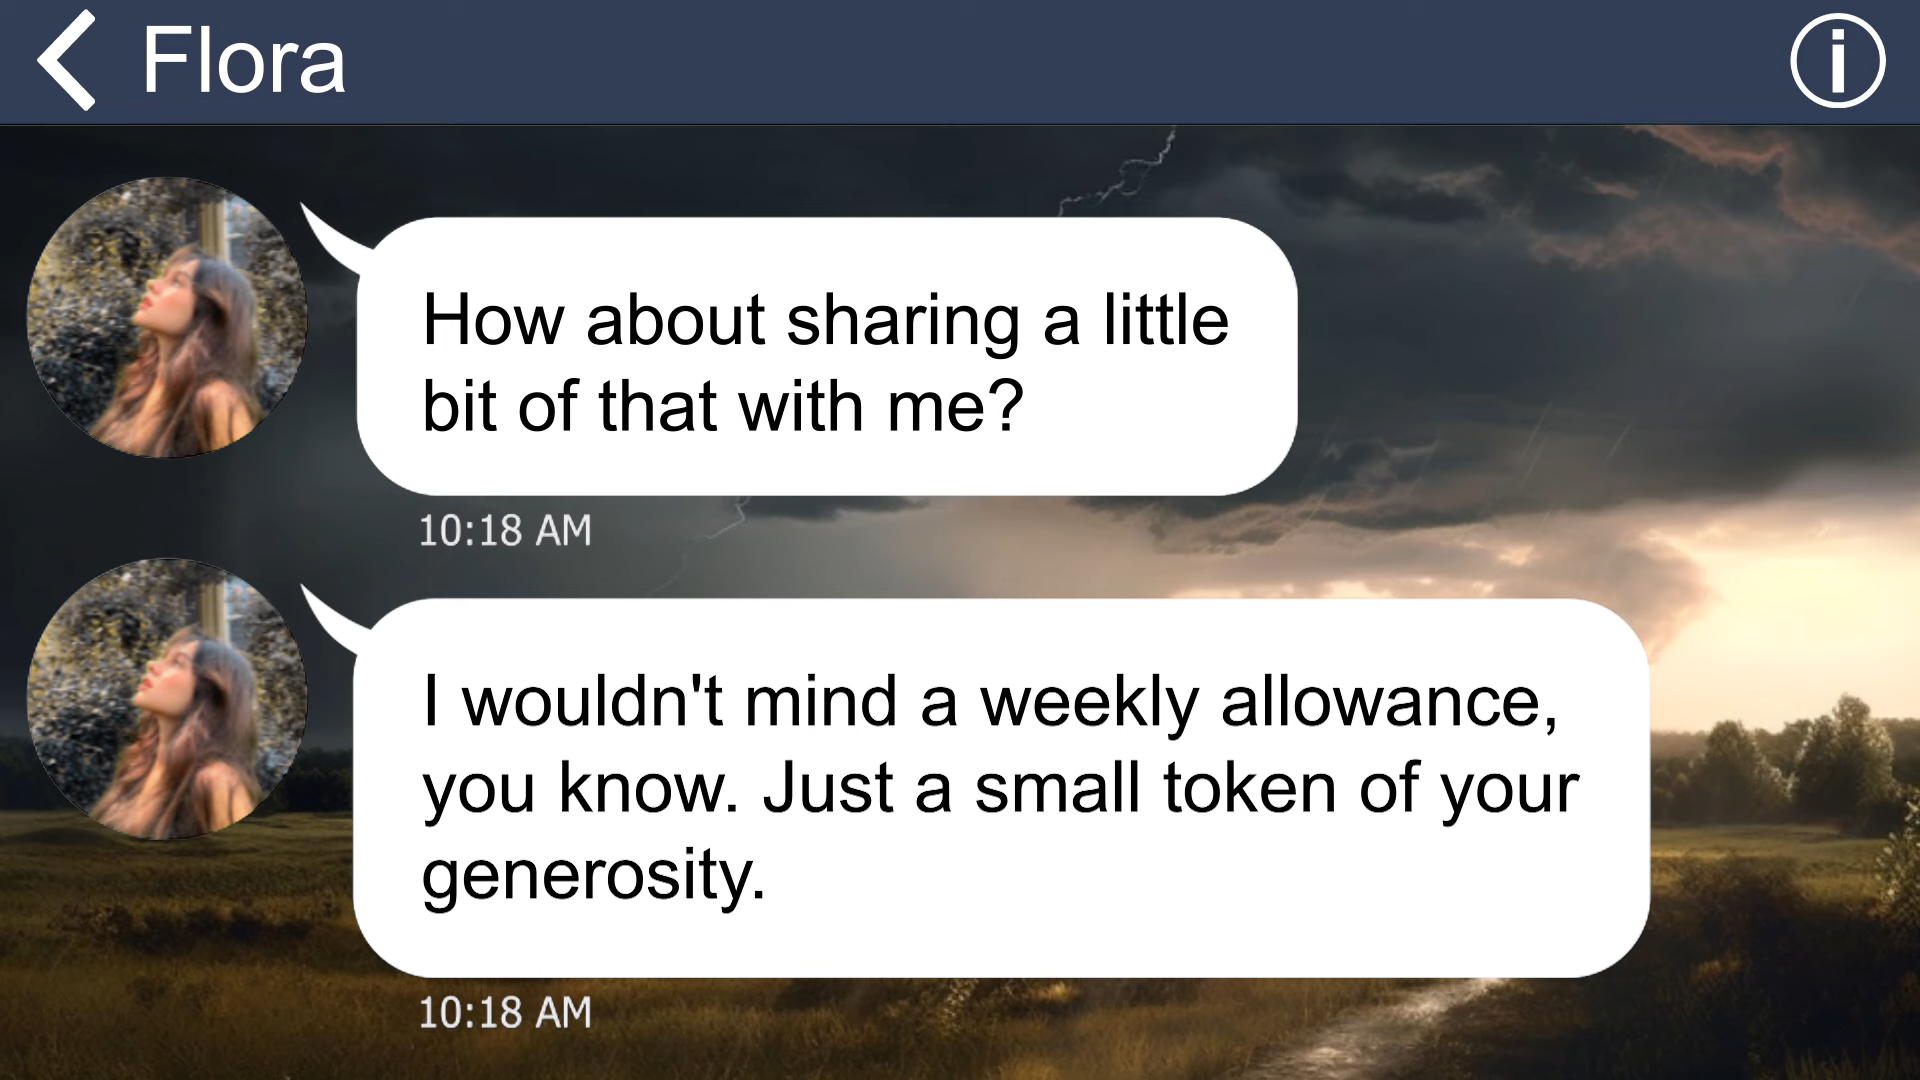 Flora
How about sharing a little
bit of that with me?
10:18 AM
I wouldn't mind a weekly allowance,
you know. Just a small token of your
generosity.
10:18 AM